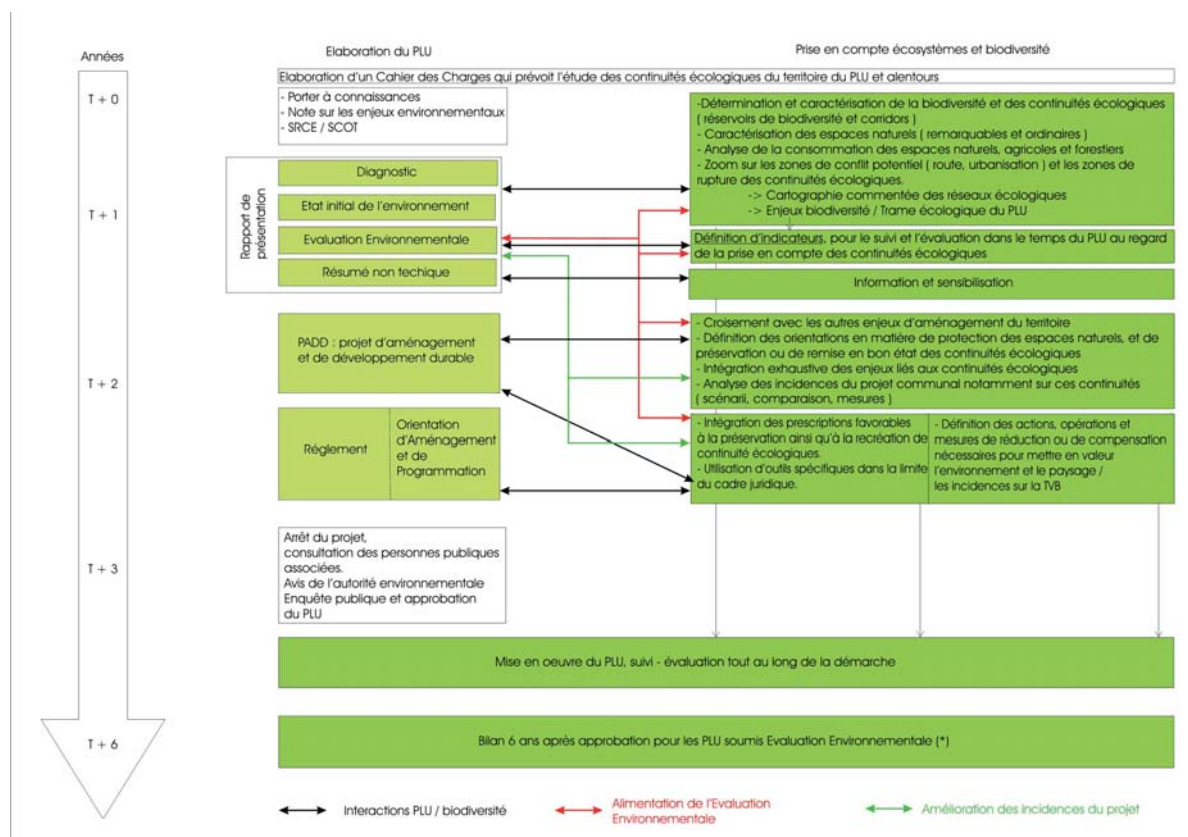 Années
Elaboration du PLU
Prise en compte écosystèmes et biodiversité
Elaboration d'un Cahier des Charges qui prévoit l'étude des continuités écologiques du territoire du PLU et alentours
T + 0
- Porter à connaissances
- Note sur les enjeux environnementaux
- SRCE / SCOT
-Détermination et caractérisation de la biodiversité et des continuités écologiques
( réservoirs de biodiversité et corridors )
- Caractérisation des espaces naturels ( remarquables et ordinaires )
- Analyse de la consommation des espaces naturels, agricoles et forestiers
- Zoom sur les zones de conflit potentiel ( route, urbanisation ) et les zones de
rupture des continuités écologiques.
-> Cartographie commentée des réseaux écologiques
-> Enjeux biodiversité / Trame écologique du PLU
T + 1
Rapport de
présentation
Diagnostic
Etat initial de l'environnement
Evaluation Environnementale
Résumé non techique
Définition d'indicateurs, pour le suivi et l'évaluation dans le temps du PLU au regard
de la prise en compte des continuités écologiques
Information et sensibilisation
T + 2
PADD : projet d'aménagement
et de développement durable
- Croisement avec les autres enjeux d'aménagement du territoire
- Définition des orientations en matière de protection des espaces naturels, et de
préservation ou de remise en bon état des continuités écologiques
- Intégration exhaustive des enjeux liés aux continuités écologiques
- Analyse des incidences du projet communal notamment sur ces continuités
( scénarii, comparaison, mesures )
Réglement
Orientation
d'Aménagement
et de
Programmation
- Intégration des prescriptions favorables
à la préservation ainsi qu'à la recréation de
continuité écologiques.
- Utilisation d'outils spécifiques dans la limite
du cadre juridique.
- Définition des actions, opérations et
mesures de réduction ou de compensation
nécessaires pour mettre en valeur
l'environnement et le paysage /
les incidences sur la TVB
T + 3
Arrêt du projet,
consultation des personnes publiques
associées.
Avis de l'autorité environnementale
Enquête publique et approbation
du PLU
Mise en oeuvre du PLU, suivi - évaluation tout au long de la démarche
T + 6
Bilan 6 ans après approbation pour les PLU soumis Evaluation Environnementale (*)
Interactions PLU / biodiversité
Alimentation de l'Evaluation
Environnementale
Amélioration des incidences du projet